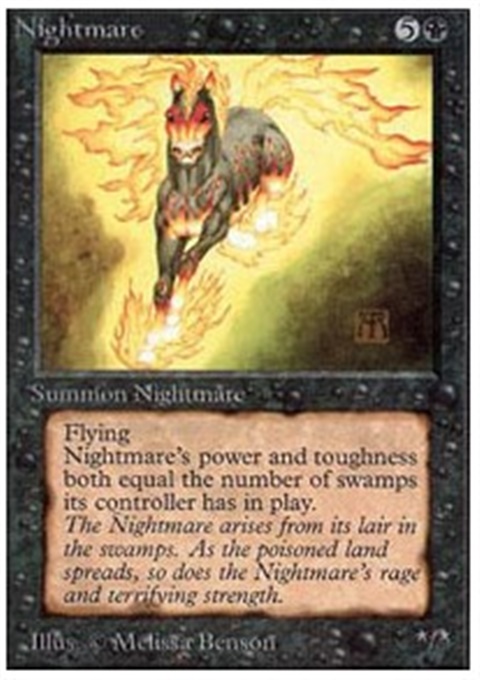 Nightmare 5
Summon Nightmare
Flying
Nightmare's power and toughness
both equal the number of swamps
its controller has in play.
The Nightmare arises from its lair in
the swamps. As the poisoned land
spreads, so does the Nightmare's rage
and terrifying strength.
Illus. © Melissa Benson */*